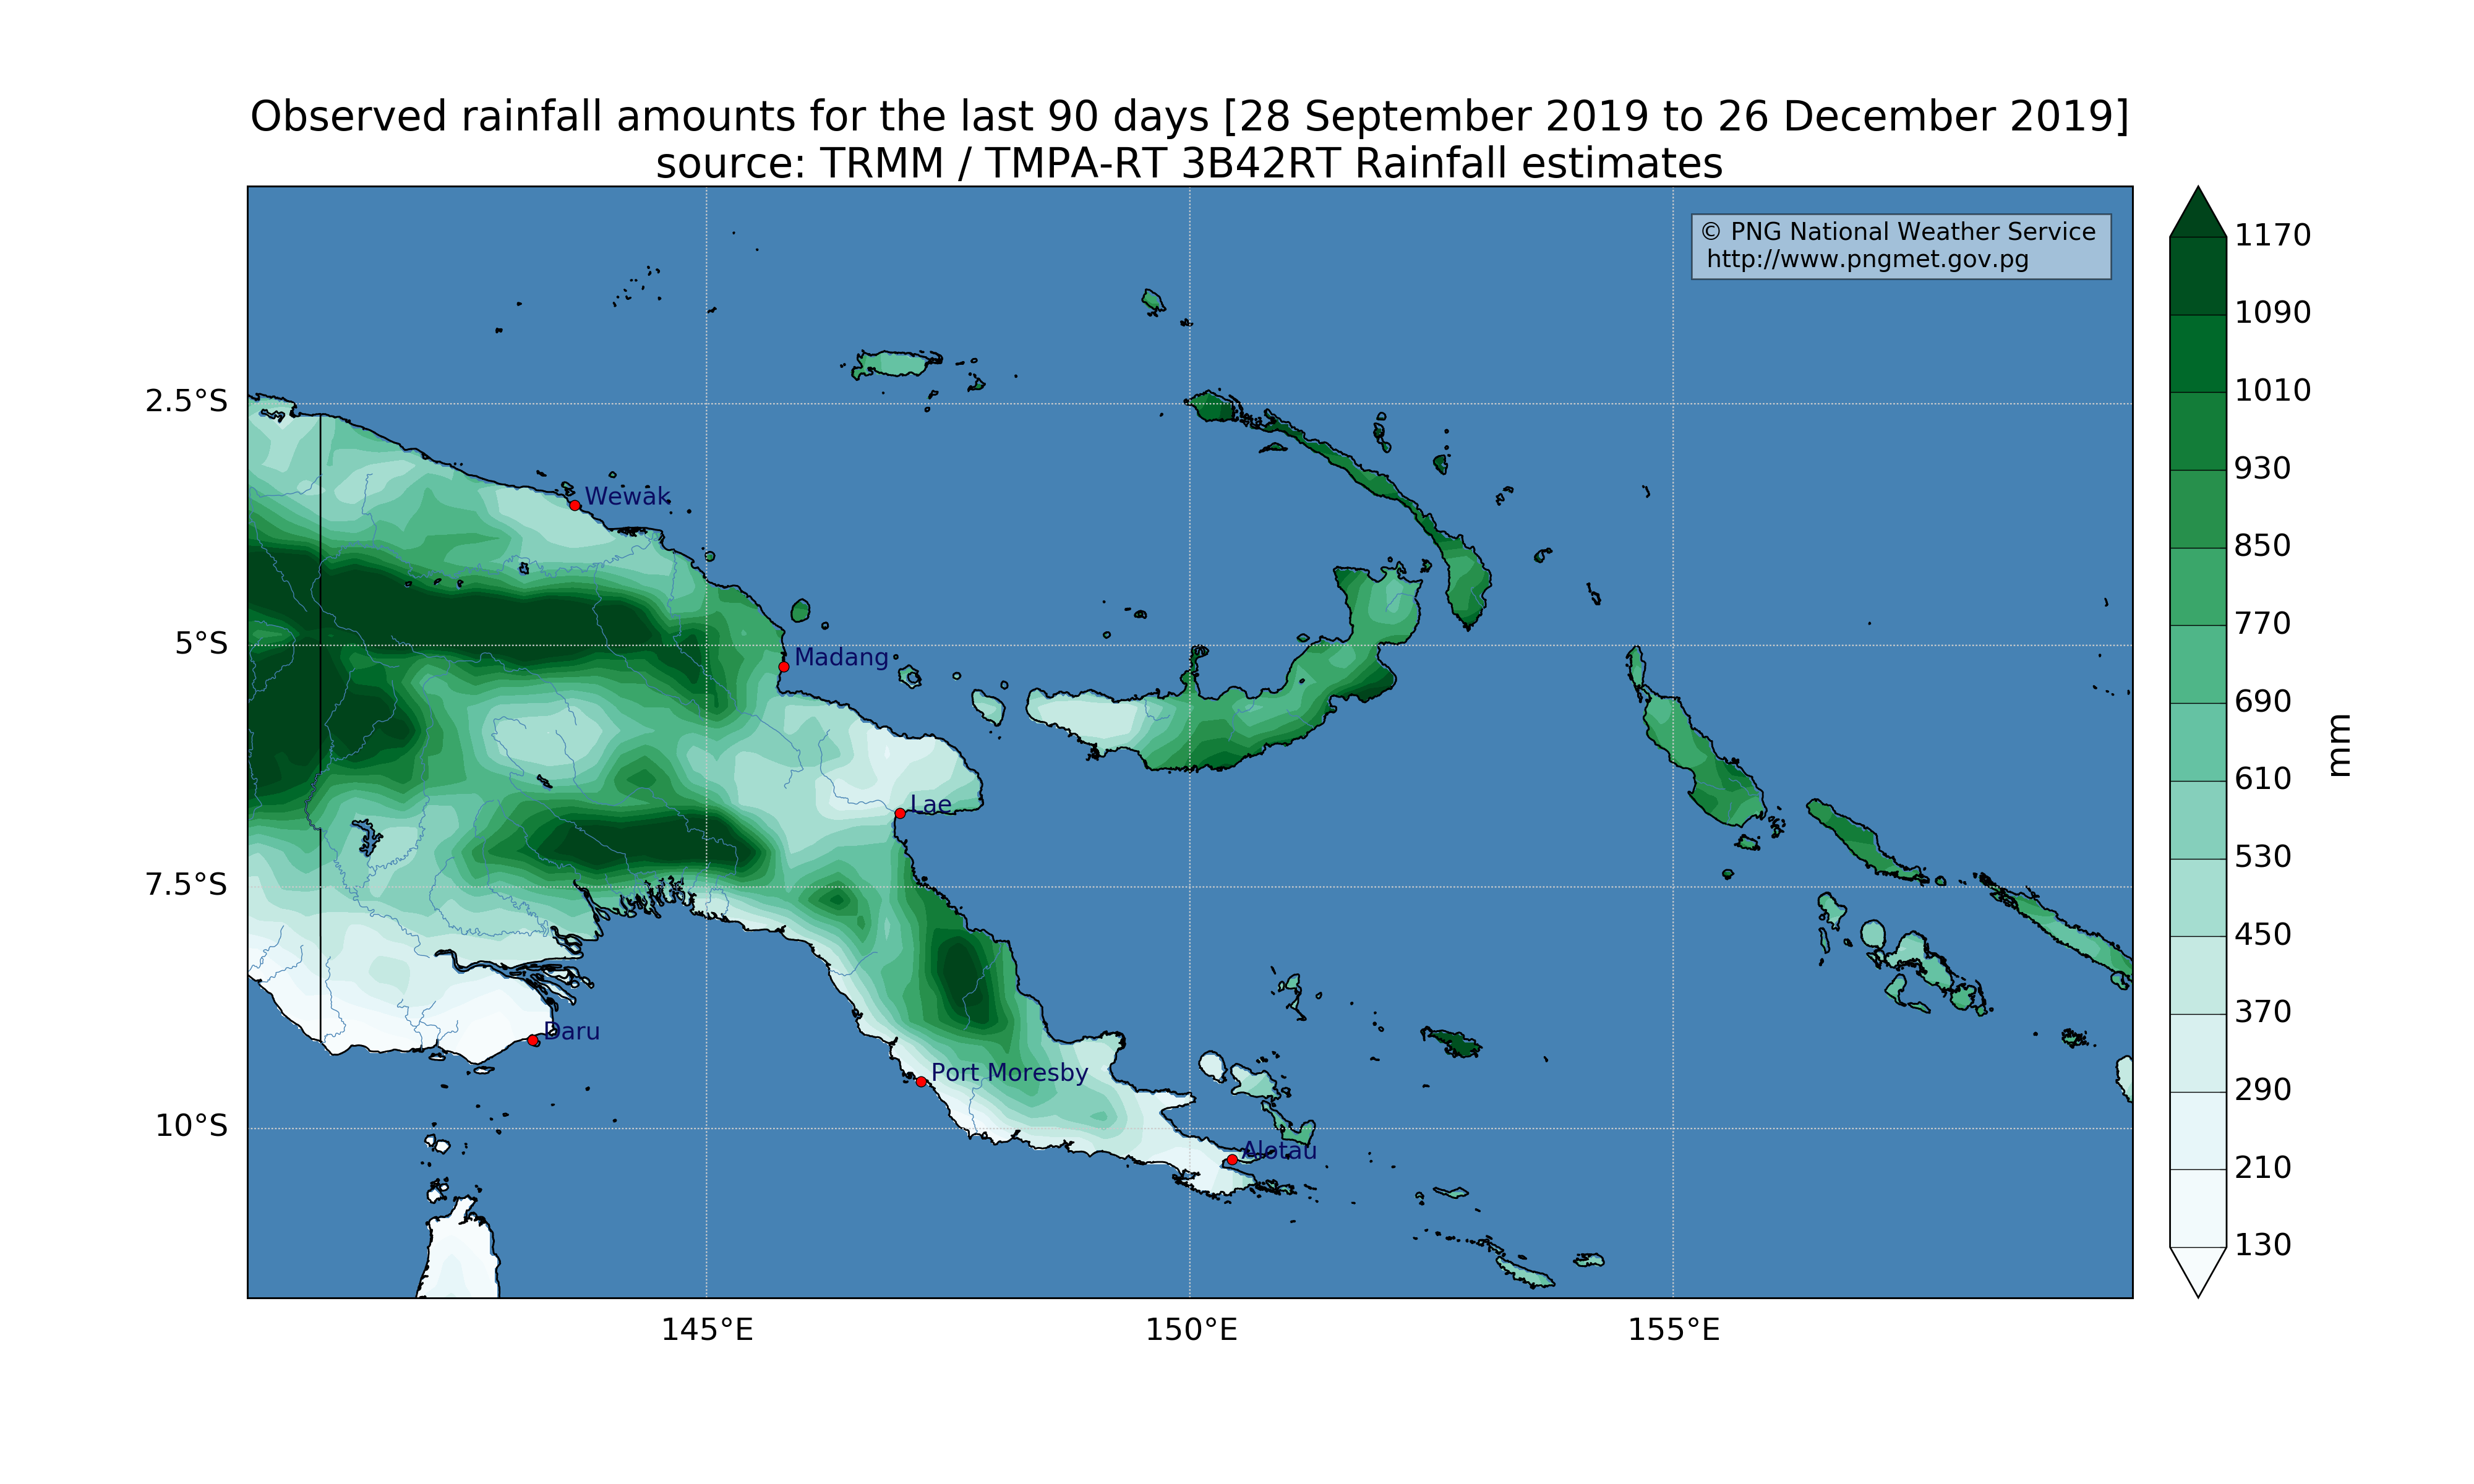 Observed rainfall amounts for the last 90 days [28 September 2019 to 26 December 2019]
source: TRMM / TMPA-RT 3B42RT Rainfall estimates
© PNG National Weather Service
http://www.pngmet.gov.pg
2.5°S
5°S
7.5°S
10°S
Wewak
Madang
Lae
Daru
Port Moresby
Alotau
145°E
150°E
155°E
1170
1090
1010
930
850
770
690
610
530
450
370
290
210
130
mm